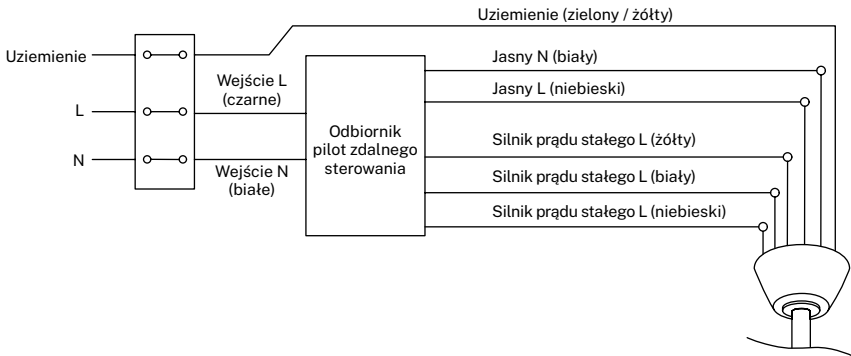 Uziemienie (zielony / żółty)
Uziemienie
L
N
Wejście L
(czarne)
Wejście N
(białe)
Odbiornik
pilot zdalnego
sterowania
Jasny N (biały)
Jasny L (niebieski)
Silnik prądu stałego L (żółty)
Silnik prądu stałego L (biały)
Silnik prądu stałego L (niebieski)